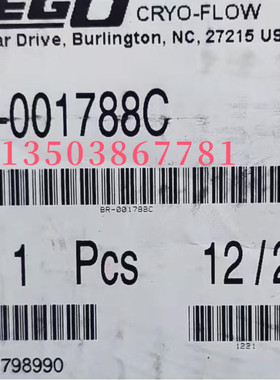 EGO CRYO-FLOW
ar Drive, Burlington, NC, 27215 US
-001788C
13503867781
BR-001788C
1 Pcs 12/2
1221
798990